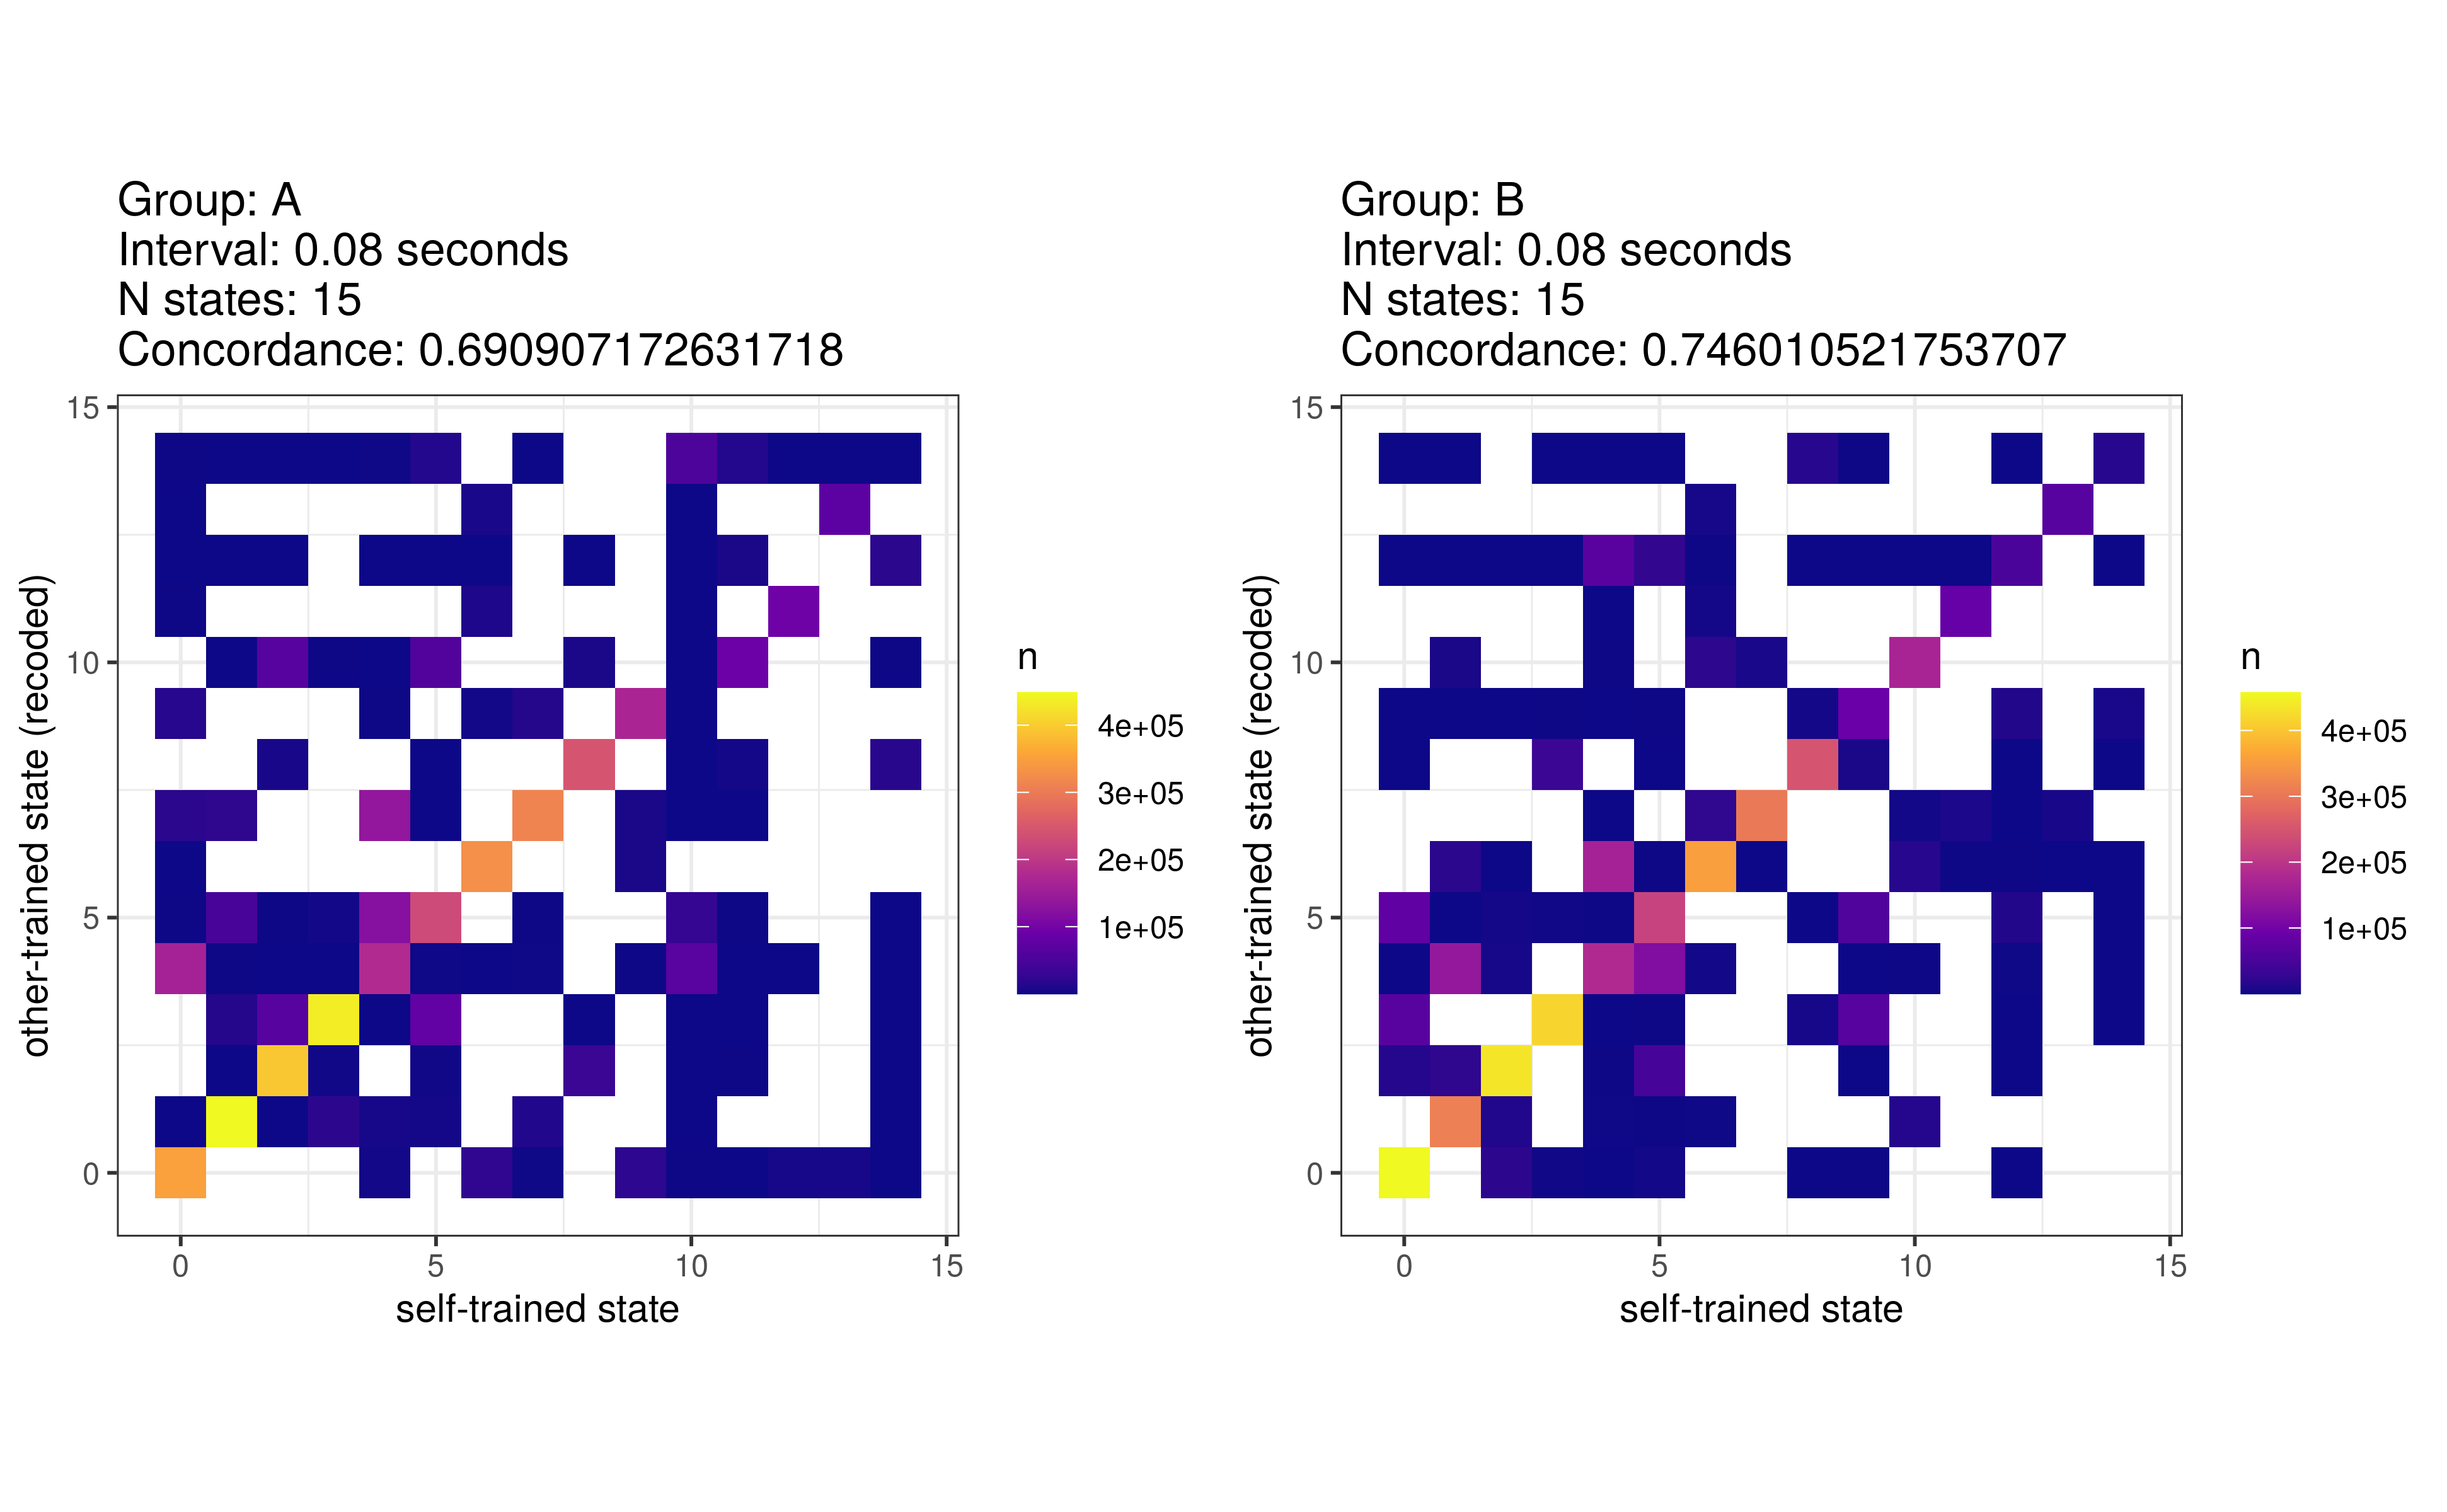 Group: A
Interval: 0.08 seconds
N states: 15
Concordance: 0.690907172631718
15
10
5
0
other-trained state (recoded)
0 5 10 15
self-trained state
n
4e+05
3e+05
2e+05
1e+05
Group: B
Interval: 0.08 seconds
N states: 15
Concordance: 0.746010521753707
15
10
5
0
other-trained state (recoded)
0 5 10 15
self-trained state
n
4e+05
3e+05
2e+05
1e+05